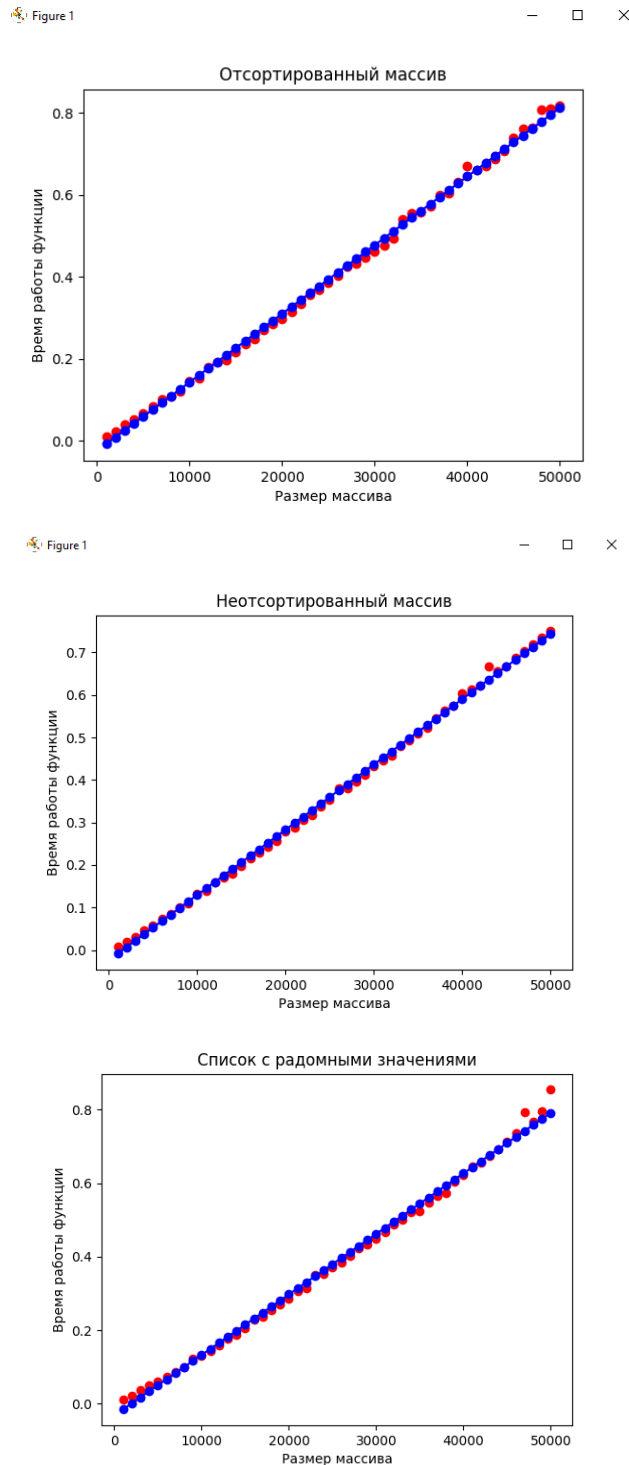 Figure 1
Отсортированный массив
Время работы функции
0.8
0.6
0.4
0.2
0.0
0 10000 20000 30000 40000 50000
Размер массива
Figure 1
Неотсортированный массив
Время работы функции
0.7
0.6
0.5
0.4
0.3
0.2
0.1
0.0
0 10000 20000 30000 40000 50000
Размер массива
Список с радомными значениями
Время работы функции
0.8
0.6
0.4
0.2
0.0
0 10000 20000 30000 40000 50000
Размер массива